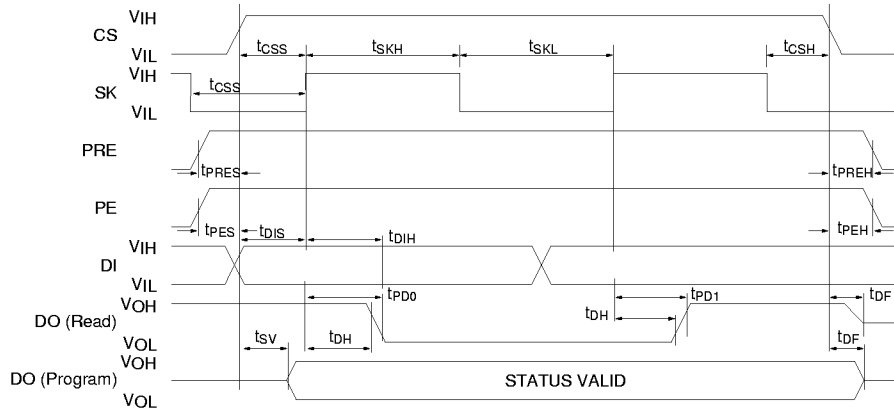 VIH
CS
VIL
tCSS
tSKH
tSKL
tCSH
VIH
SK
VIL
tCSS
PRE
tPRES
tPREH
PE
tPES
tDIS
tDIH
tPEH
VIH
DI
VIL
VOH
DO (Read)
VOL
tPD0
tPD1
tDF
tDH
tSV
tDH
tDF
VOH
DO (Program)
VOL
STATUS VALID